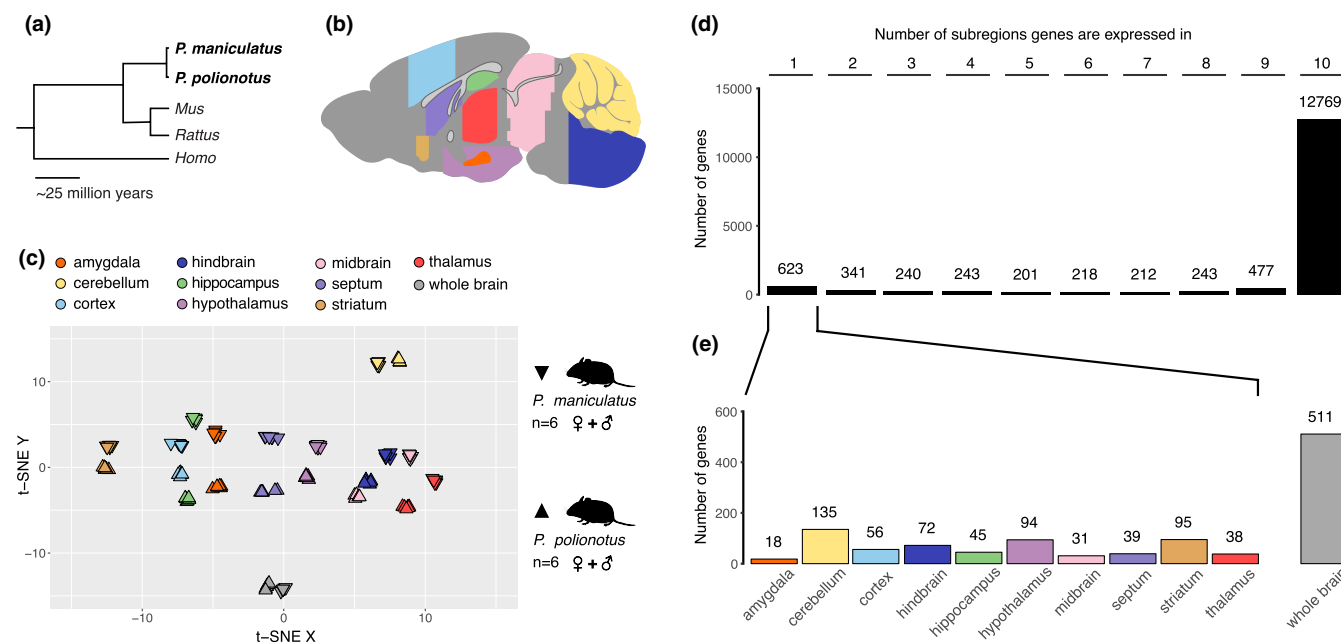 (a)
P. maniculatus
P. polionotus
Mus
Rattus
Homo
~25 million years
(b)
(c)
amygdala
cerebellum
cortex
hindbrain
hippocampus
hypothalamus
midbrain
septum
striatum
thalamus
whole brain
t-SNE Y
10
0
−10
−10 0 10
t-SNE X
P. maniculatus
n=6 ♀+♂
P. polionotus
n=6 ♀+♂
(d)
Number of subregions genes are expressed in
1 2 3 4 5 6 7 8 9 10
Number of genes
15000
10000
5000
0
623 341 240 243 201 218 212 243 477 12769
(e)
Number of genes
600
400
200
0
18 135 56 72 45 94 31 39 95 38 511
amygdala
cerebellum
cortex
hindbrain
hippocampus
hypothalamus
midbrain
septum
striatum
thalamus
whole brain